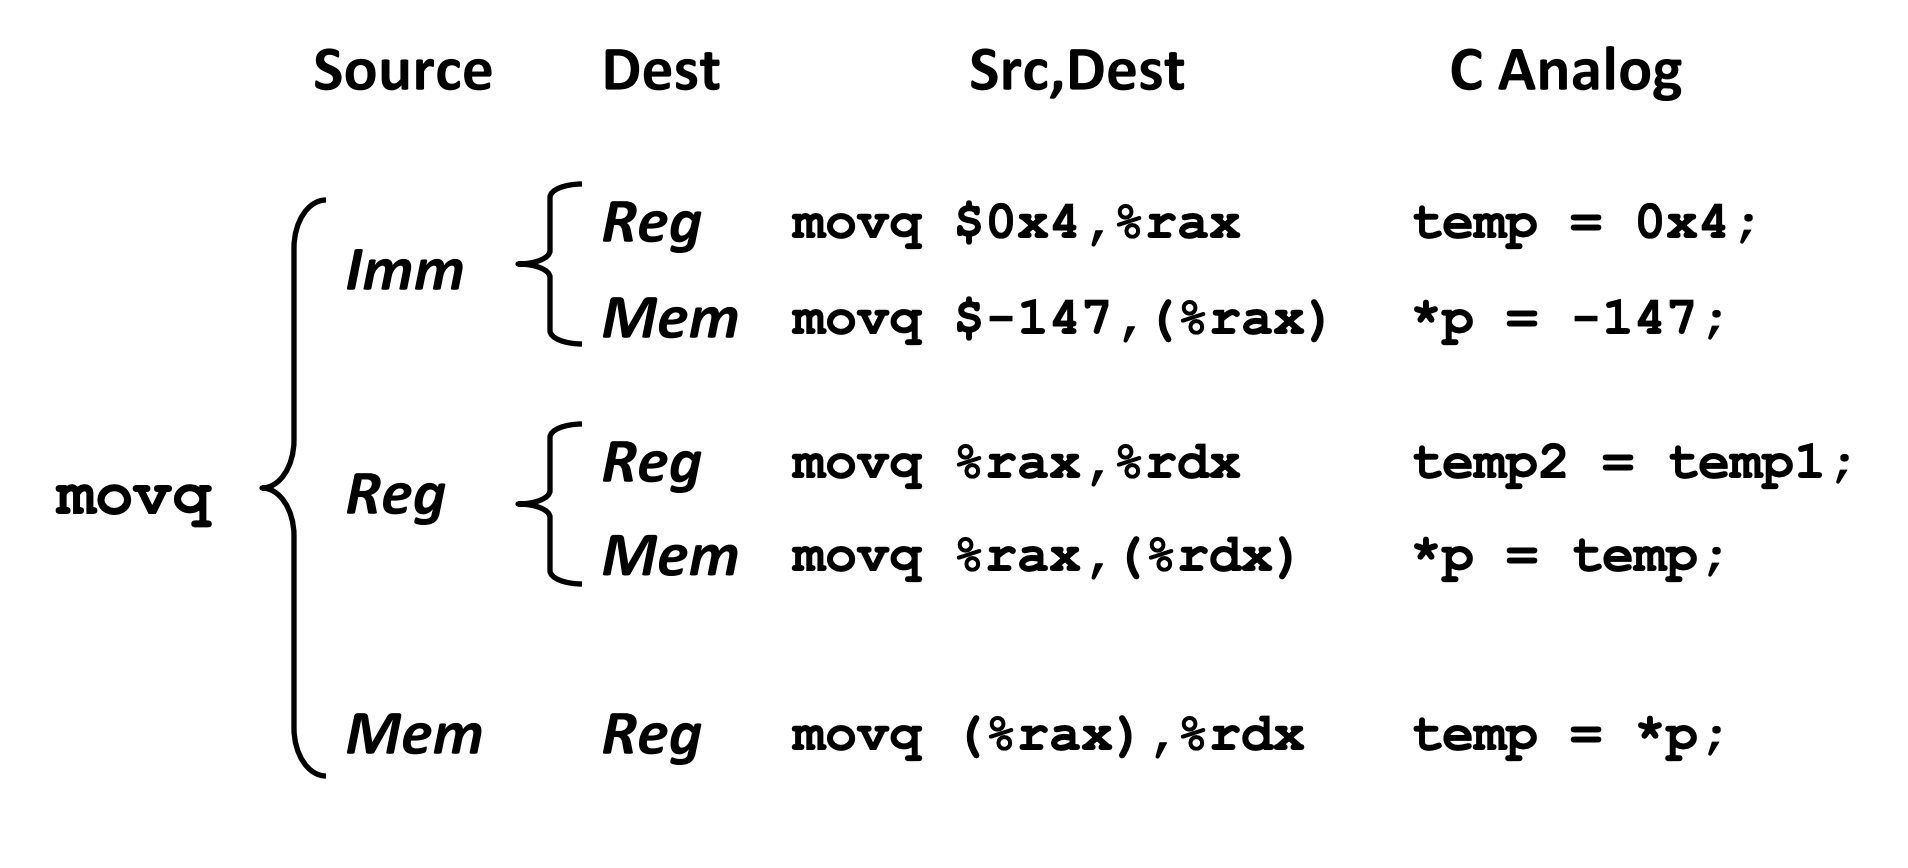 Source Dest Src,Dest C Analog
Reg movq $0x4,%rax temp = 0x4;
Imm
Mem movq $-147,(%rax) *p = -147;
Reg movq %rax,%rdx temp2 = temp1;
movq Reg
Mem movq %rax,(%rdx) *p = temp;
Mem Reg movq (%rax),%rdx temp = *p;